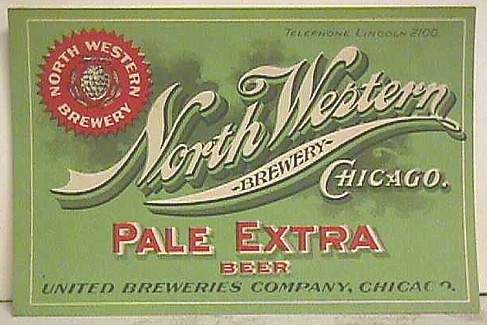 TELEPHONE LINCOLN 2100.
NORTH WESTERN
BREWERY
North Western
-BREWERY-
CHICAGO.
PALE EXTRA
BEER
UNITED BREWERIES COMPANY, CHICAGO.